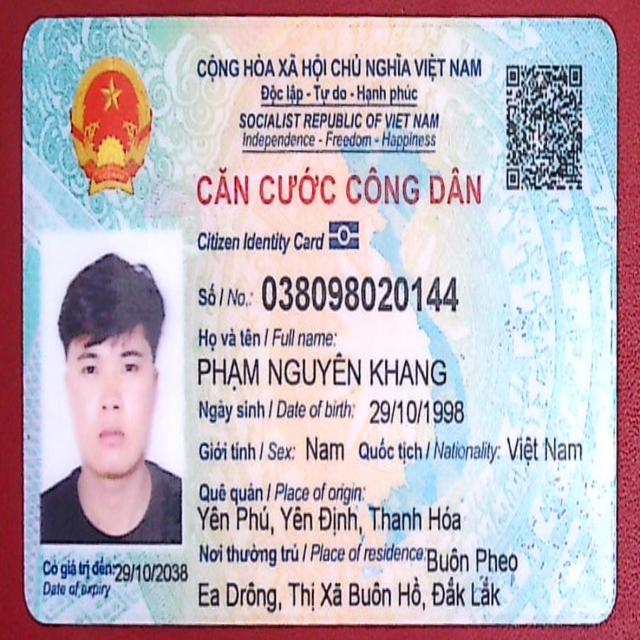 CỘNG HÒA XÃ HỘI CHỦ NGHĨA VIỆT NAM
Độc lập - Tự do - Hạnh phúc
SOCIALIST REPUBLIC OF VIET NAM
Independence - Freedom - Happiness
CĂN CƯỚC CÔNG DÂN
Citizen Identity Card
Số / No.: 038098020144
Họ và tên / Full name:
PHẠM NGUYÊN KHANG
Ngày sinh / Date of birth: 29/10/1998
Giới tính / Sex: Nam Quốc tịch / Nationality: Việt Nam
Quê quán / Place of origin:
Yên Phú, Yên Định, Thanh Hóa
Nơi thường trú / Place of residence: Buôn Pheo
Ea Drông, Thị Xã Buôn Hồ, Đắk Lắk
Có giá trị đến: 29/10/2038
Date of expiry